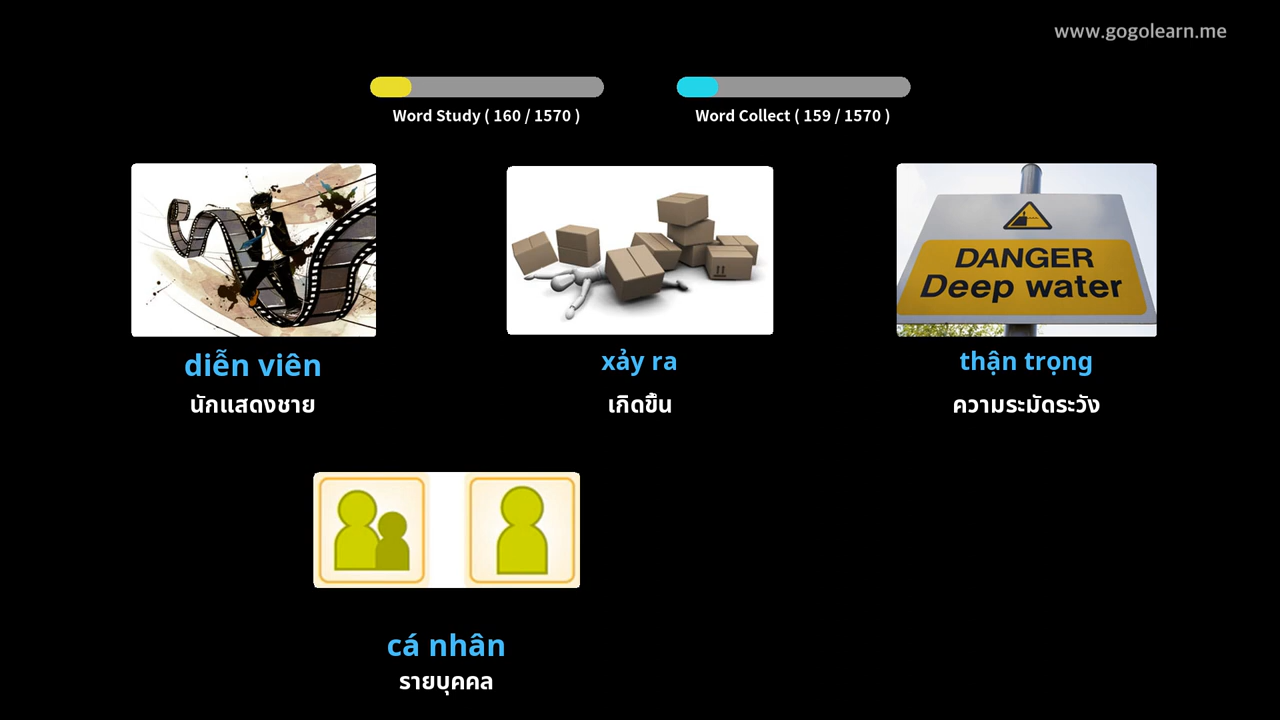 www.gogolearn.me
Word Study ( 160 / 1570 )
Word Collect ( 159 / 1570 )
DANGER
Deep water
diễn viên
xảy ra
thận trọng
นักแสดงชาย
เกิดขึ้น
ความระมัดระวัง
cá nhân
รายบุคคล